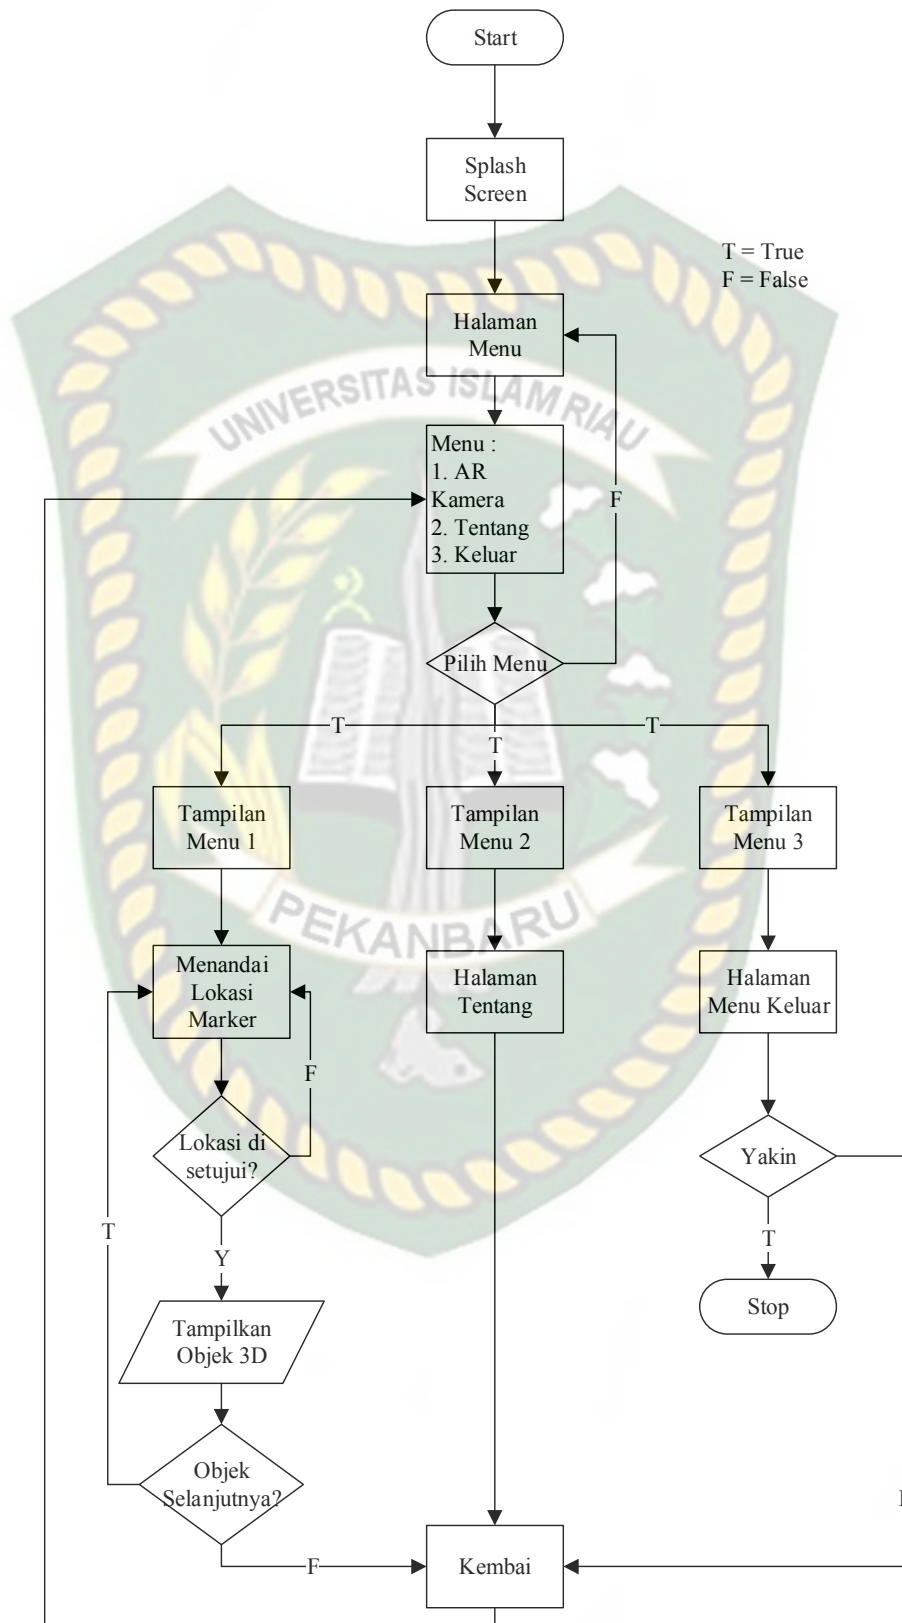 Start
Splash
Screen
T = True
F = False
Halaman
Menu
UNIVERSITAS ISLAM RIAU
Menu :
1. AR
Kamera
2. Tentang
3. Keluar
F
Pilih Menu
T
T
T
Tampilan
Menu 1
Tampilan
Menu 2
Tampilan
Menu 3
PEKANBARU
Menandai
Lokasi
Marker
Halaman
Tentang
Halaman
Menu Keluar
F
Lokasi di
setujui?
Yakin
T
Y
T
Stop
Tampilkan
Objek 3D
Objek
Selanjutnya?
F
Kembai